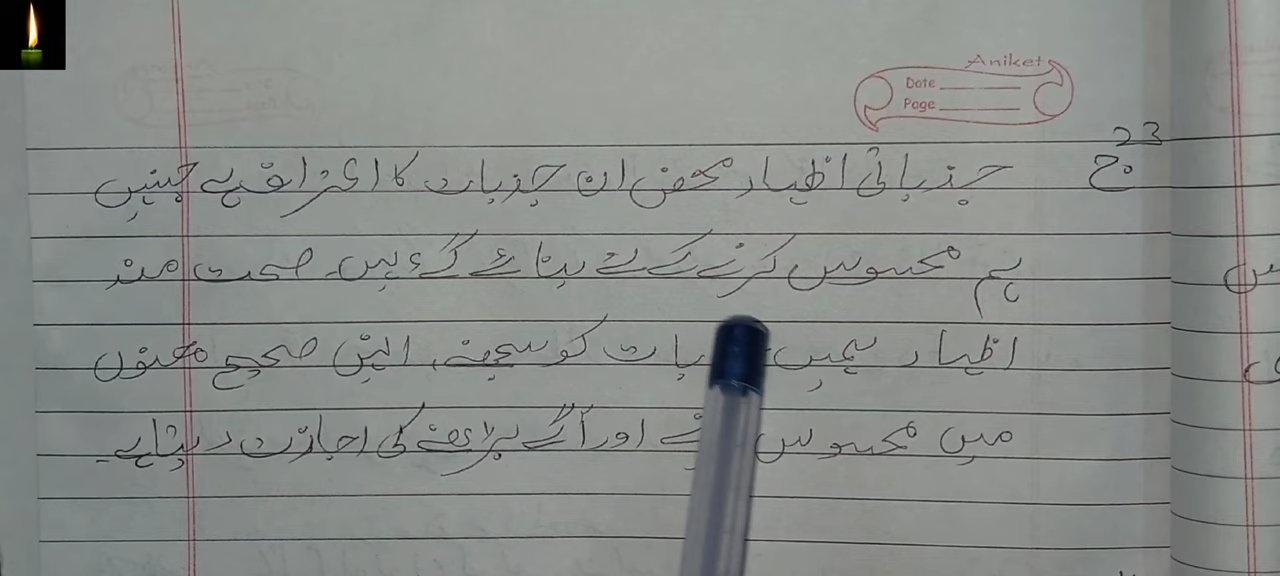 Aniket
Date
Page
ج 23
جذباتی اظہار محض ان جذبات کا اعتراف ہے جنہیں
ہم محسوس کرنے کے لئے بنائے گئے ہیں۔ صحت مند
اظہار ہمیں بات کو سمجھنے، انہیں صحیح معنوں
میں محسوس نے اور آگے بڑھنے کی اجازت دیتا ہے۔